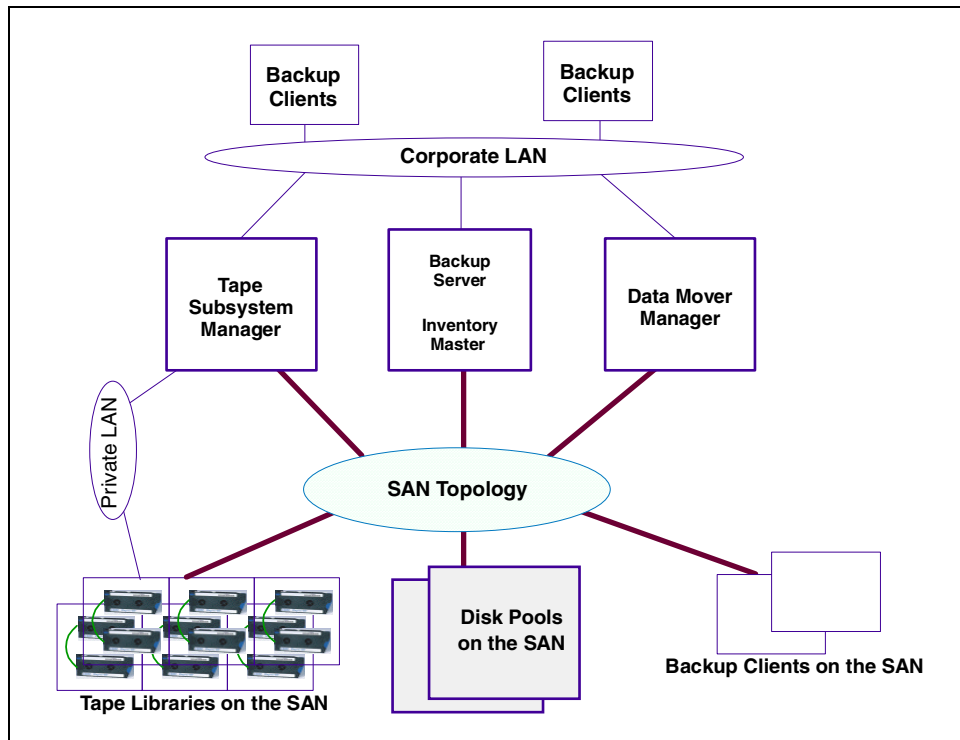 Backup
Clients
Backup
Clients
Corporate LAN
Tape
Subsystem
Manager
Backup
Server
Inventory
Master
Data Mover
Manager
Private LAN
SAN Topology
Disk Pools
on the SAN
Tape Libraries on the SAN
Backup Clients on the SAN